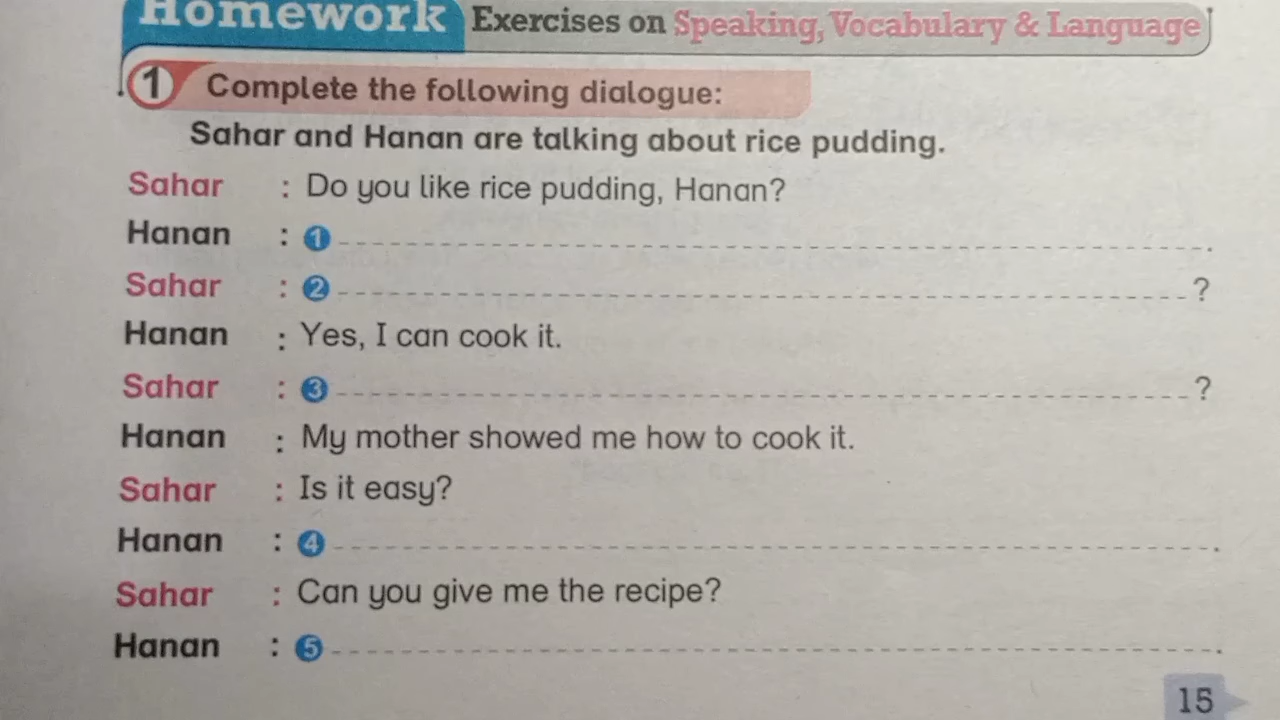 Homework Exercises on Speaking, Vocabulary & Language
1 Complete the following dialogue:
Sahar and Hanan are talking about rice pudding.
Sahar : Do you like rice pudding, Hanan?
Hanan : 1 .
Sahar : 2 ?
Hanan : Yes, I can cook it.
Sahar : 3 ?
Hanan : My mother showed me how to cook it.
Sahar : Is it easy?
Hanan : 4 .
Sahar : Can you give me the recipe?
Hanan : 5 .
15